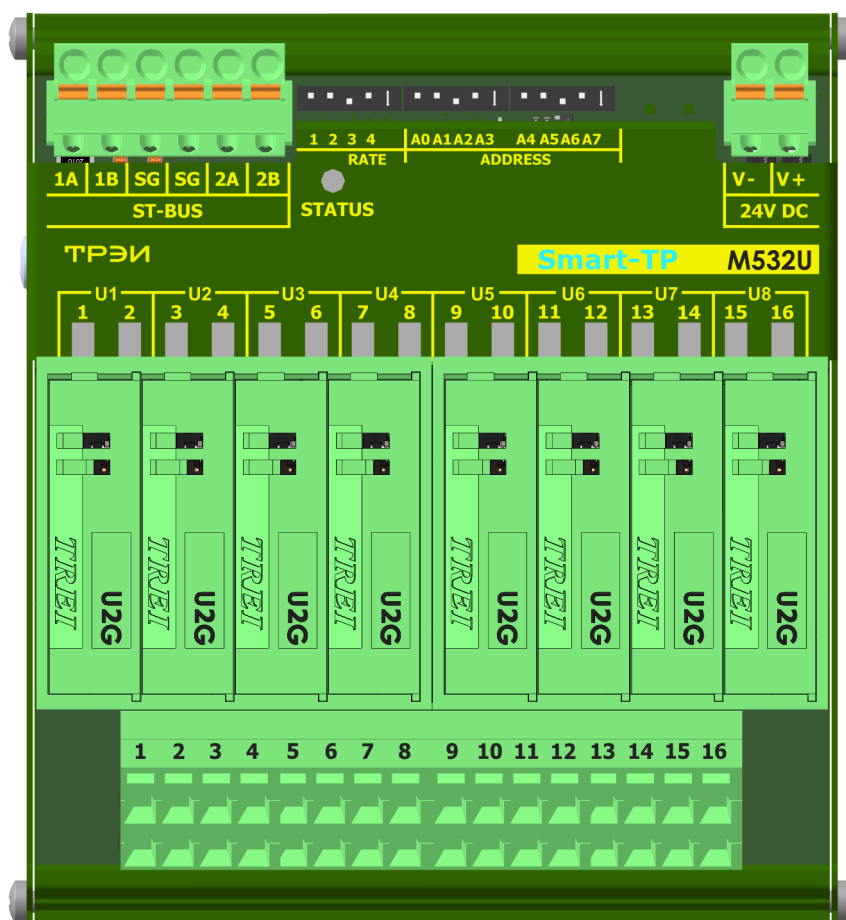 1 2 3 4
A0 A1 A2 A3 A4 A5 A6 A7
RATE
ADDRESS
1A 1B SG SG 2A 2B
V- V+
ST-BUS
STATUS
24V DC
ТРЭИ
Smart-TP M532U
U1 U2 U3 U4 U5 U6 U7 U8
1 2 3 4 5 6 7 8 9 10 11 12 13 14 15 16
TREI TREI TREI TREI TREI TREI TREI TREI
U2G U2G U2G U2G U2G U2G U2G U2G
1 2 3 4 5 6 7 8 9 10 11 12 13 14 15 16